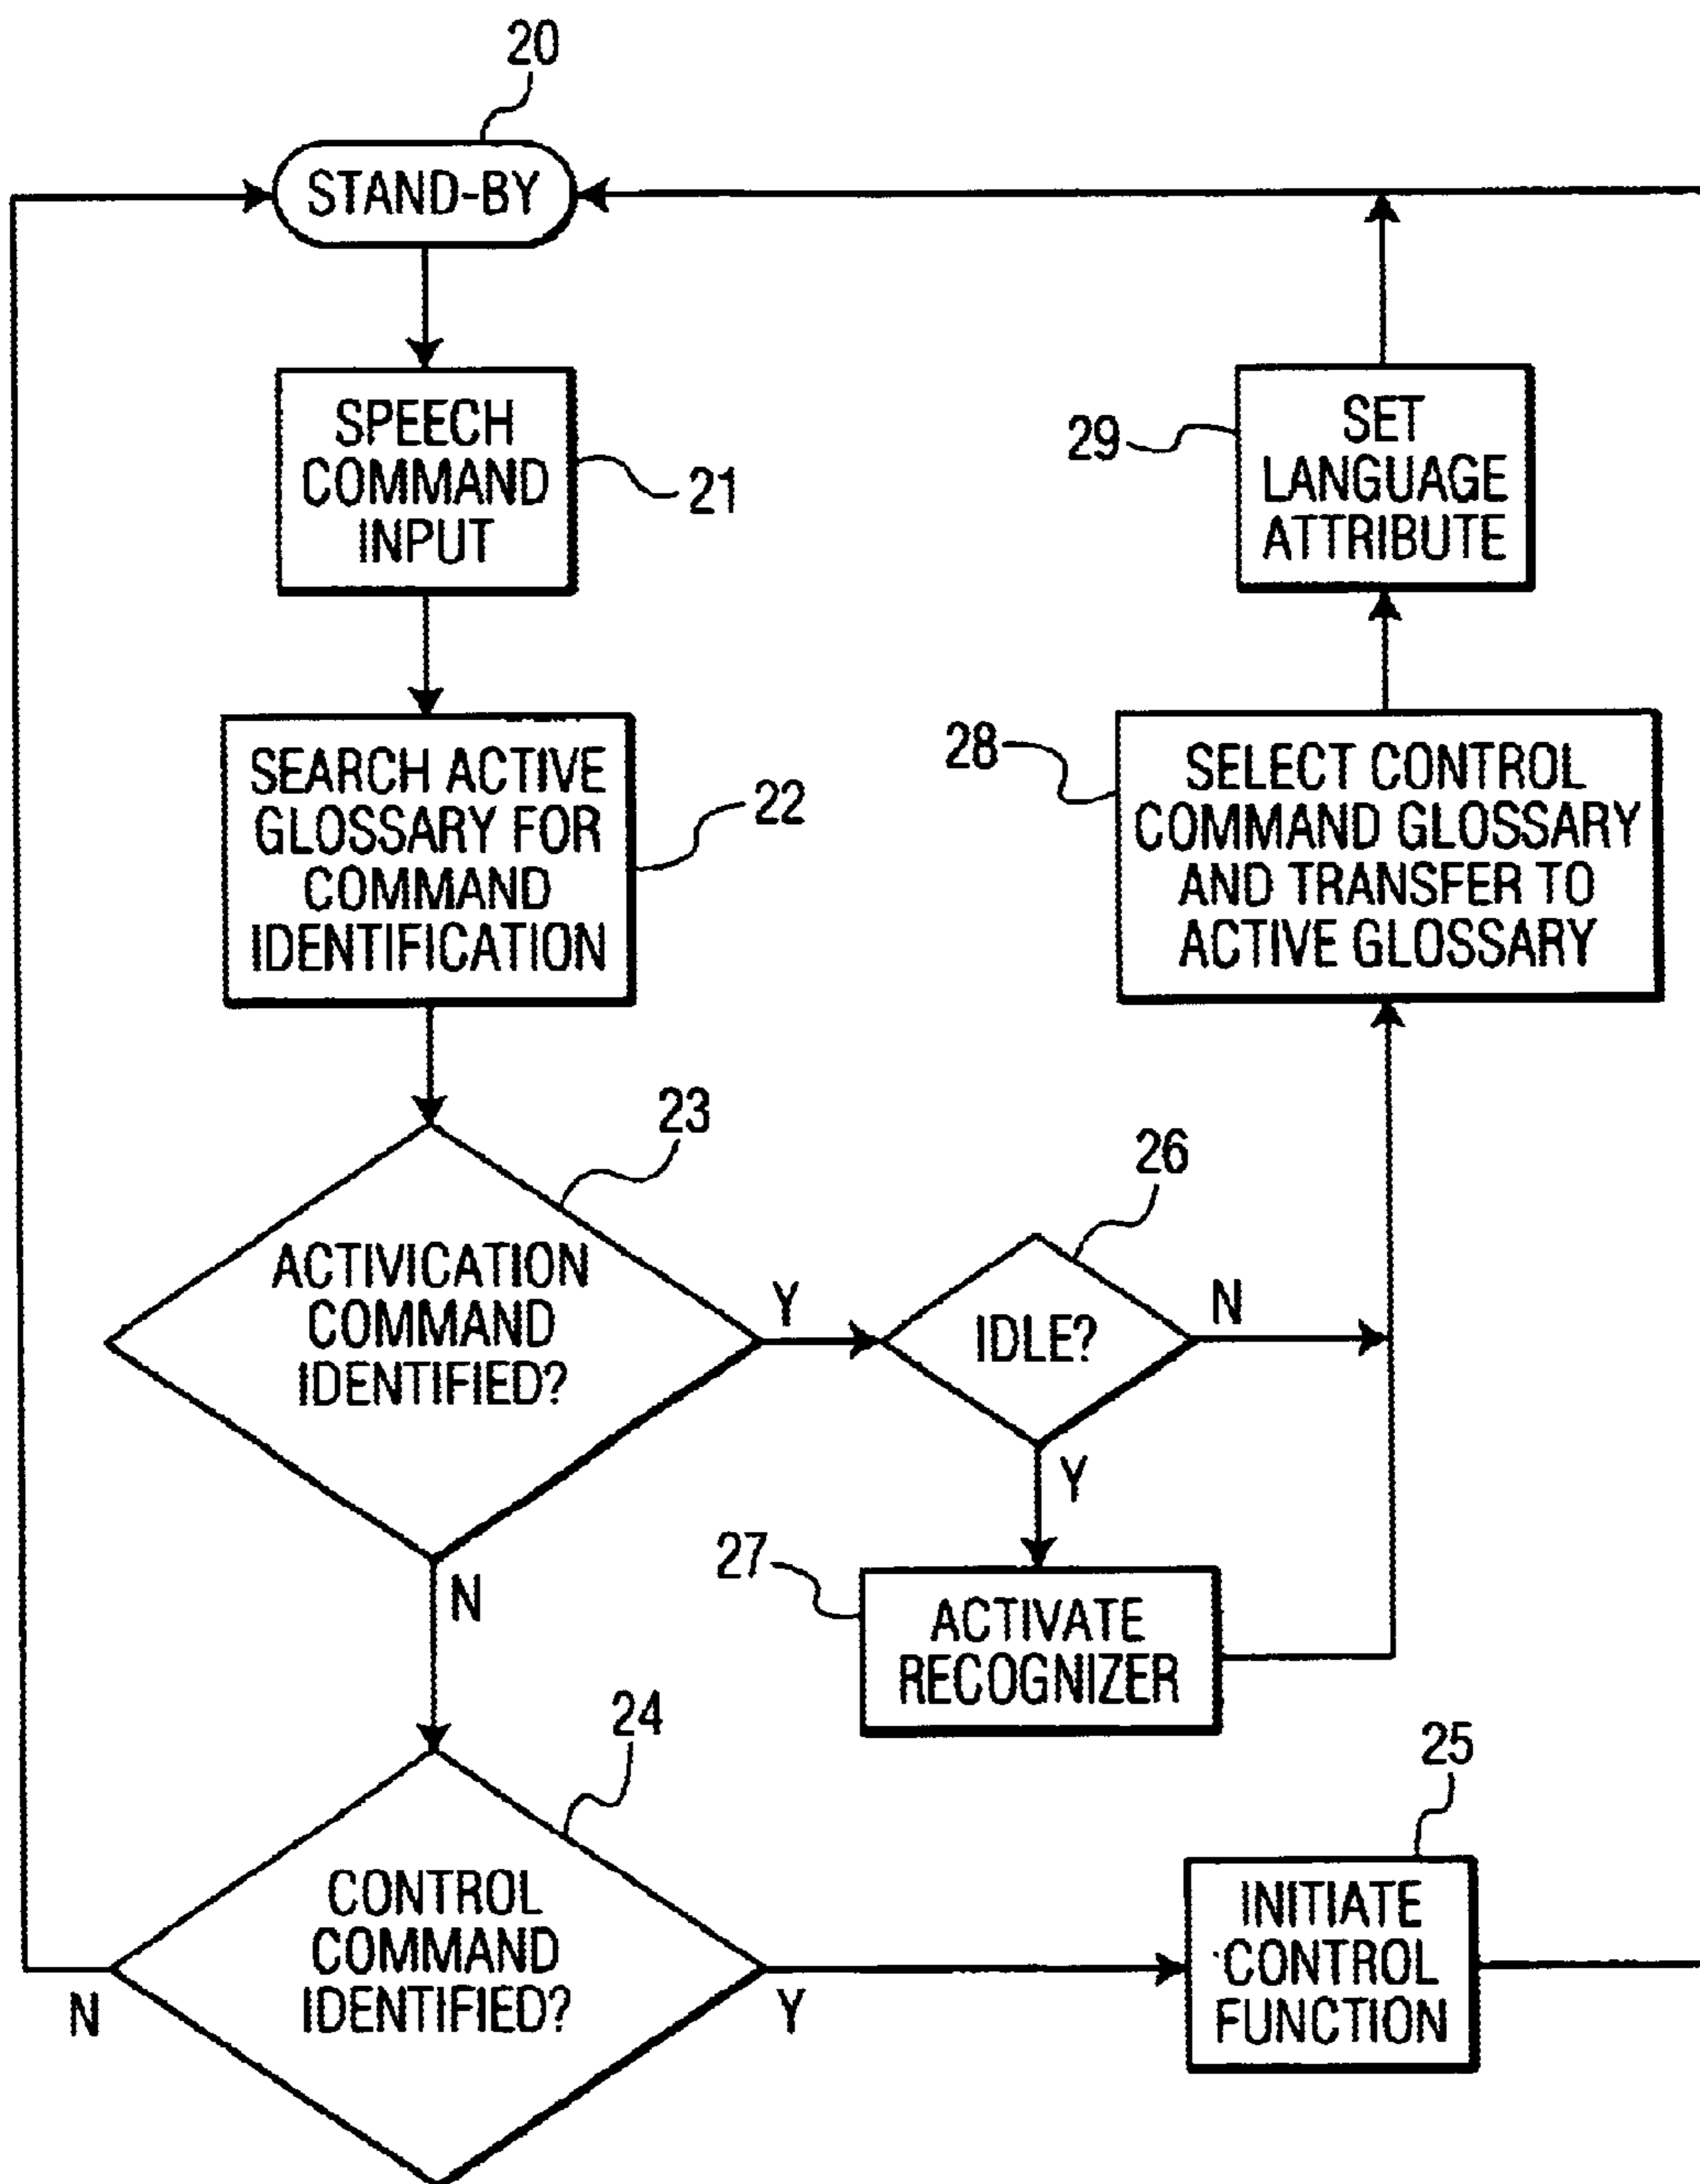 20
STAND-BY
SPEECH
COMMAND
INPUT
21
SEARCH ACTIVE
GLOSSARY FOR
COMMAND
IDENTIFICATION
22
23
ACTIVICATION
COMMAND
IDENTIFIED?
Y
N
24
CONTROL
COMMAND
IDENTIFIED?
N
Y
25
INITIATE
CONTROL
FUNCTION
26
IDLE?
N
Y
27
ACTIVATE
RECOGNIZER
28
SELECT CONTROL
COMMAND GLOSSARY
AND TRANSFER TO
ACTIVE GLOSSARY
29
SET
LANGUAGE
ATTRIBUTE